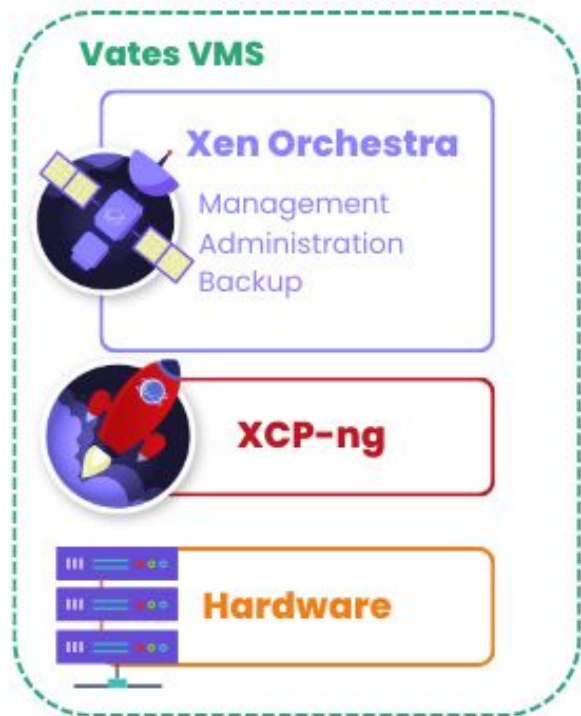 Vates VMS
Xen Orchestra
Management
Administration
Backup
XCP-ng
Hardware